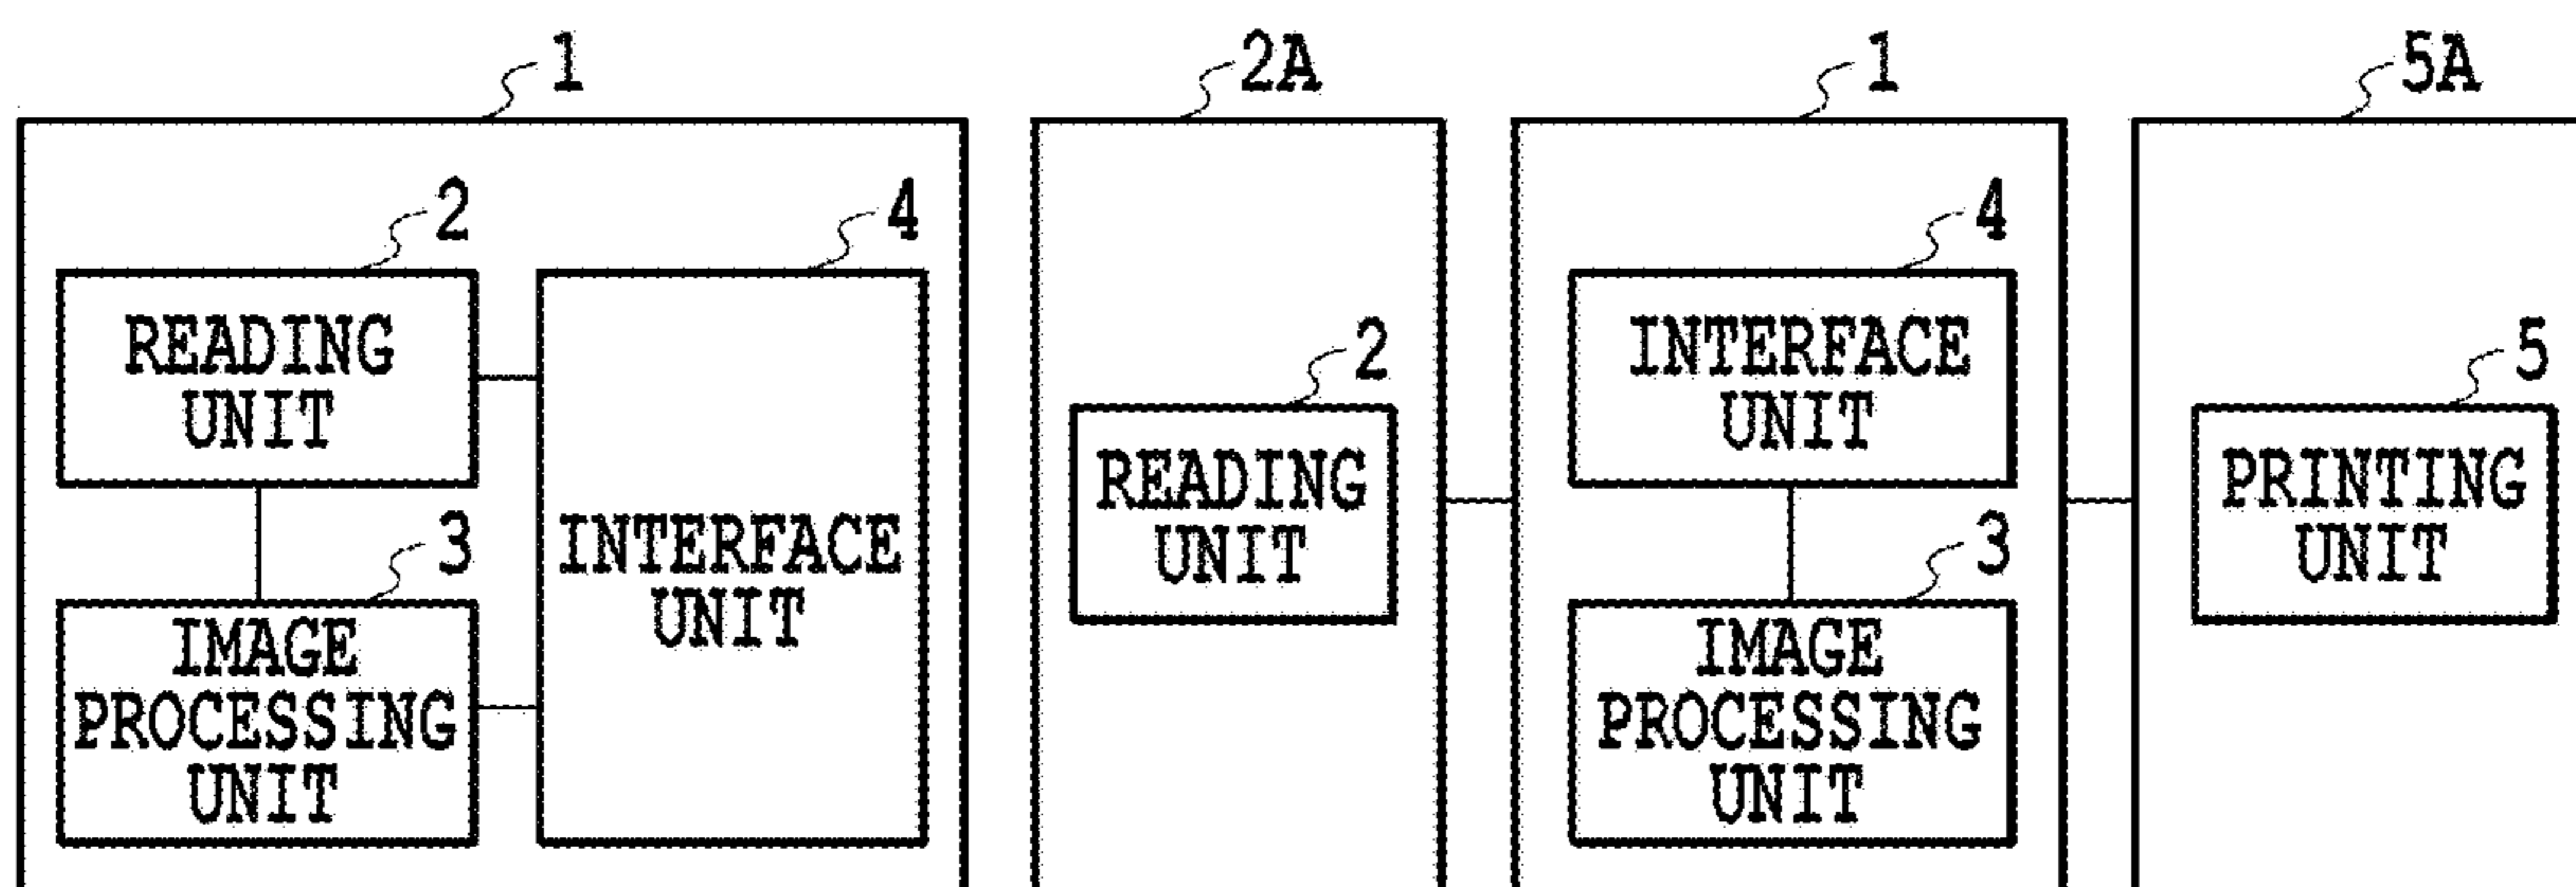 1
2
READING
UNIT
3
IMAGE
PROCESSING
UNIT
4
INTERFACE
UNIT
2A
2
READING
UNIT
1
4
INTERFACE
UNIT
3
IMAGE
PROCESSING
UNIT
5A
5
PRINTING
UNIT